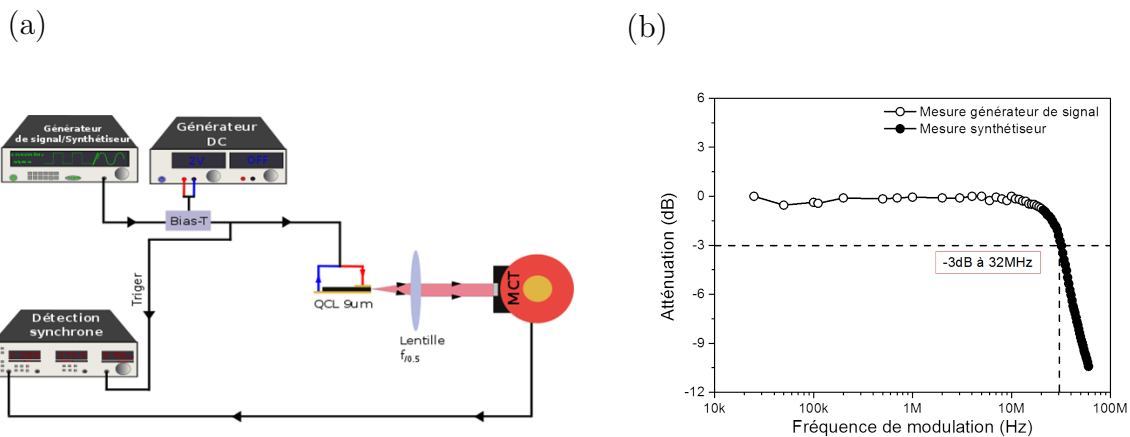 (a)
Générateur
de signal/Synthétiseur
Générateur
DC
2V
OFF
Bias-T
Triger
QCL 9um
Lentille
f/0.5
MCT
Détection
synchrone
(b)
Mesure générateur de signal
Mesure synthétiseur
-3dB à 32MHz
Atténuation (dB)
6
3
0
-3
-6
-9
-12
10k
100k
1M
10M
100M
Fréquence de modulation (Hz)